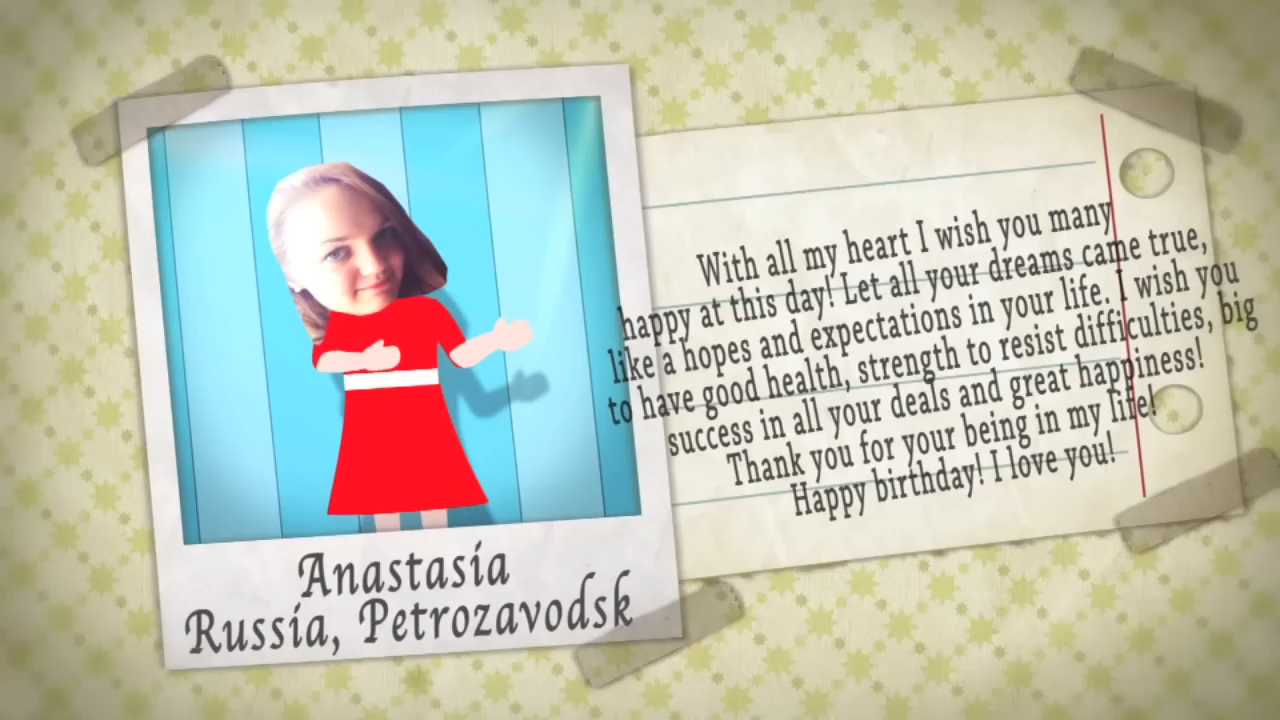 Anastasia
Russia, Petrozavodsk
With all my heart I wish you many
happy at this day! Let all your dreams came true,
like a hopes and expectations in your life. I wish you
to have good health, strength to resist difficulties, big
success in all your deals and great happiness!
Thank you for your being in my life!
Happy birthday! I love you!